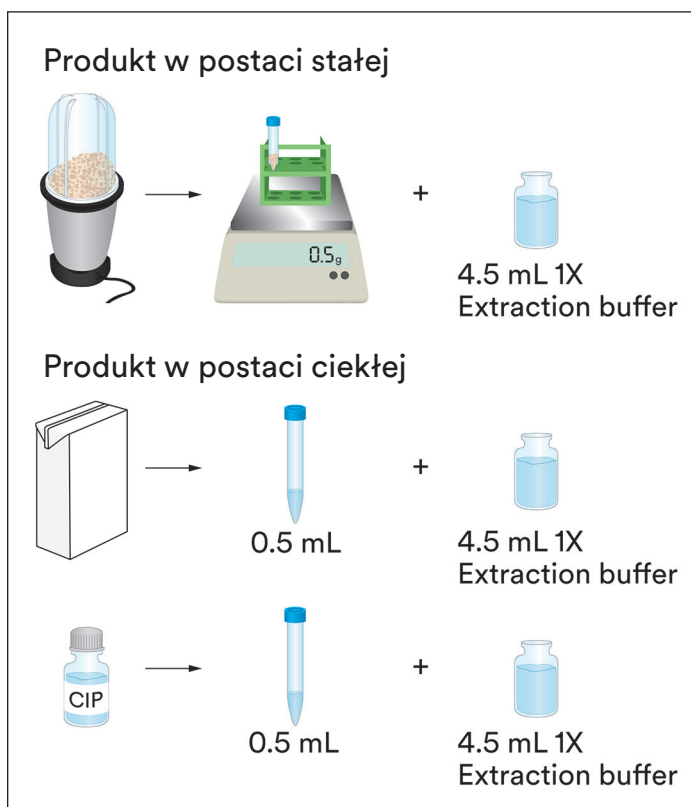 Produkt w postaci stałej
0.5g
+
4.5 mL 1X
Extraction buffer
Produkt w postaci ciekłej
+
0.5 mL
4.5 mL 1X
Extraction buffer
CIP
+
0.5 mL
4.5 mL 1X
Extraction buffer